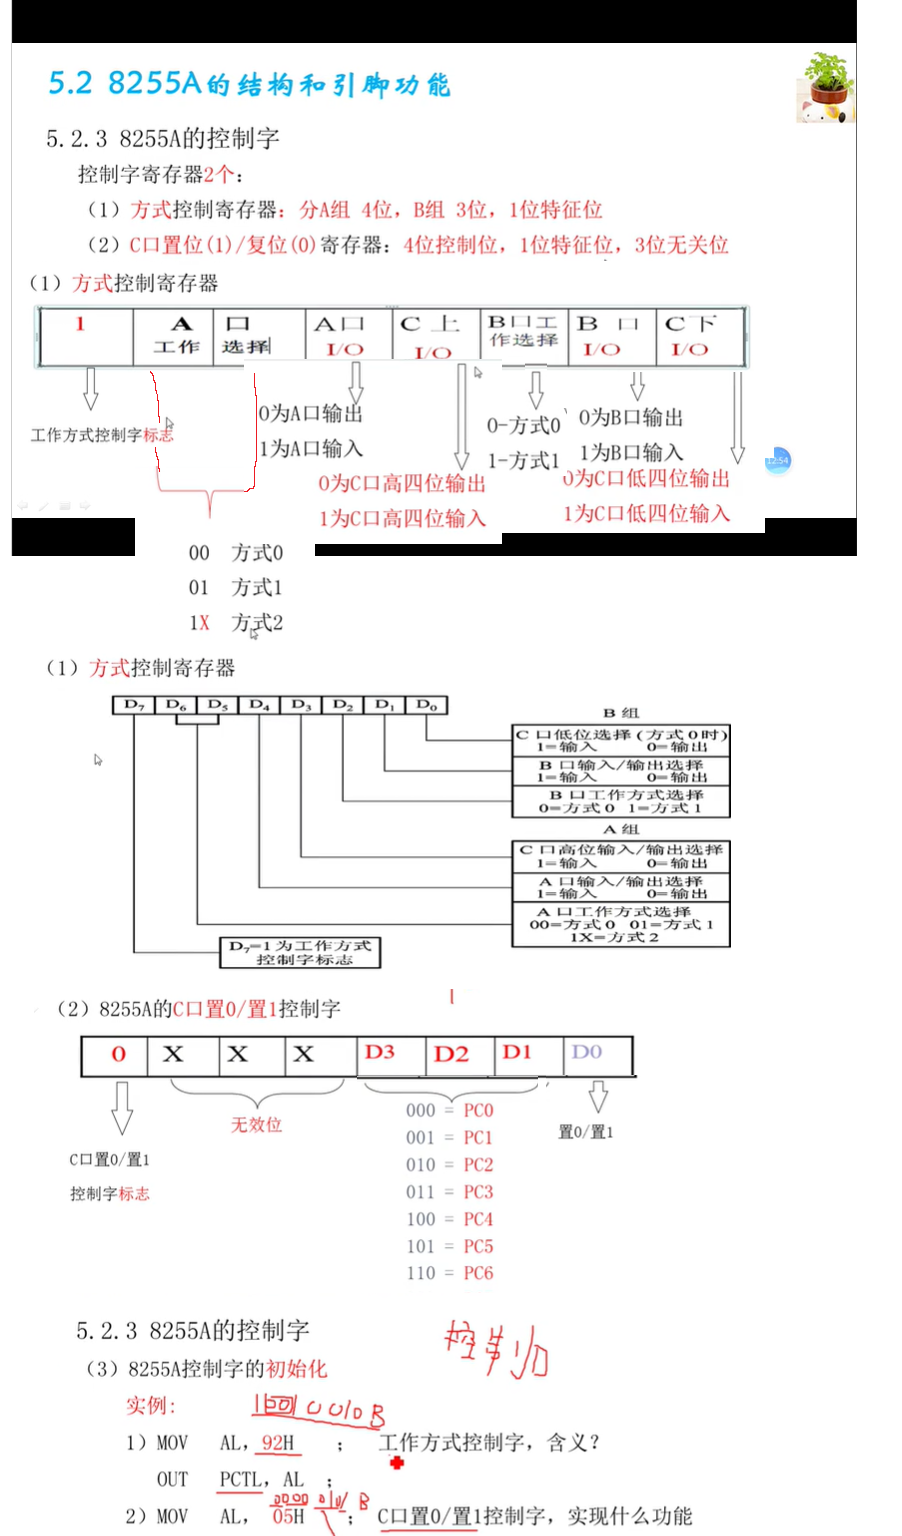 5.2 8255A的结构和引脚功能
5.2.3 8255A的控制字
控制字寄存器2个：
（1）方式控制寄存器：分A组 4位，B组 3位，1位特征位
（2）C口置位(1)/复位(0)寄存器：4位控制位，1位特征位，3位无关位
（1）方式控制寄存器
1 A 口 A口 C 上 B口工 B 口 C下
工作 选择 I/O I/O 作选择 I/O I/O
工作方式控制字标志
0为A口输出
1为A口输入
0为C口高四位输出
1为C口高四位输入
0-方式0
1-方式1
0为B口输出
1为B口输入
0为C口低四位输出
1为C口低四位输入
12:54
00 方式0
01 方式1
1X 方式2
（1）方式控制寄存器
D7 D6 D5 D4 D3 D2 D1 D0
B 组
C 口低位选择(方式0时)
1=输入 0=输出
B 口输入/输出选择
1=输入 0=输出
B 口工作方式选择
0=方式0 1=方式1
A 组
C 口高位输入/输出选择
1=输入 0=输出
A 口输入/输出选择
1=输入 0=输出
A 口工作方式选择
00=方式0 01=方式1
1X=方式2
D7=1为工作方式
控制字标志
（2）8255A的C口置0/置1控制字
0 X X X D3 D2 D1 D0
无效位
000 = PC0
001 = PC1
010 = PC2
011 = PC3
100 = PC4
101 = PC5
110 = PC6
置0/置1
C口置0/置1
控制字标志
5.2.3 8255A的控制字
（3）8255A控制字的初始化
实例:
1）MOV AL, 92H ； 工作方式控制字，含义？
OUT PCTL, AL ；
0000 0101 B
2）MOV AL, 05H ； C口置0/置1控制字，实现什么功能